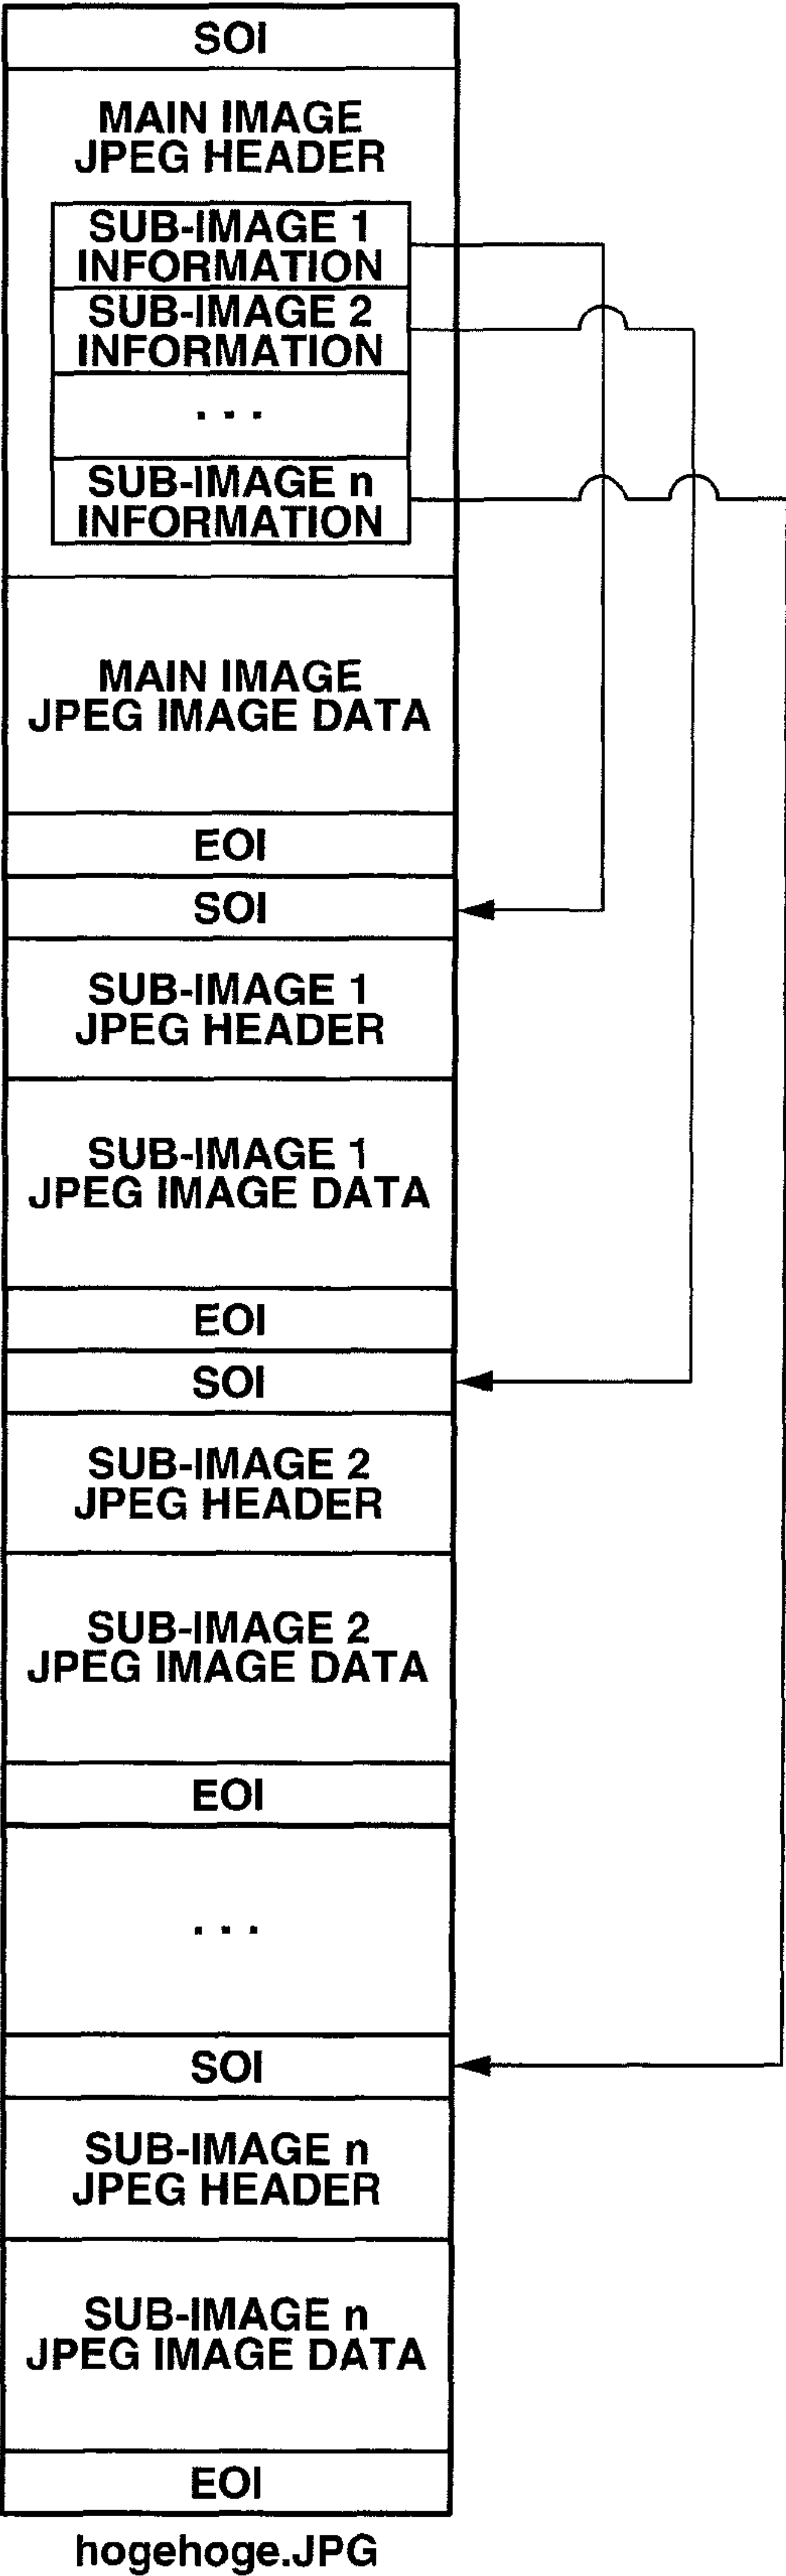 SOI
MAIN IMAGE
JPEG HEADER
SUB-IMAGE 1
INFORMATION
SUB-IMAGE 2
INFORMATION
...
SUB-IMAGE n
INFORMATION
MAIN IMAGE
JPEG IMAGE DATA
EOI
SOI
SUB-IMAGE 1
JPEG HEADER
SUB-IMAGE 1
JPEG IMAGE DATA
EOI
SOI
SUB-IMAGE 2
JPEG HEADER
SUB-IMAGE 2
JPEG IMAGE DATA
EOI
...
SOI
SUB-IMAGE n
JPEG HEADER
SUB-IMAGE n
JPEG IMAGE DATA
EOI
hogehoge.JPG